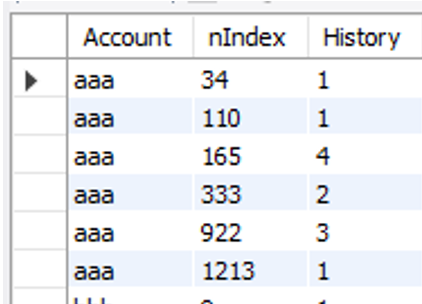 Account nIndex History
aaa 34 1
aaa 110 1
aaa 165 4
aaa 333 2
aaa 922 3
aaa 1213 1